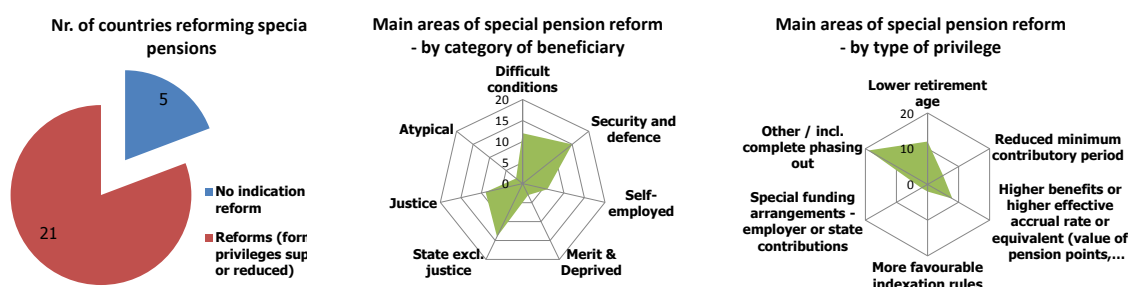 Nr. of countries reforming specia
pensions
5
21
No indication
reform
Reforms (forr
privileges sup
or reduced)
Main areas of special pension reform
- by category of beneficiary
Difficult
conditions
20
15
10
5
0
Security and
defence
Self-
employed
Merit &
Deprived
State excl.
justice
Justice
Atypical
Main areas of special pension reform
- by type of privilege
Lower retirement
age
20
10
0
Reduced minimum
contributory period
Higher benefits or
higher effective
accrual rate or
equivalent (value of
pension points,...
More favourable
indexation rules
Special funding
arrangements -
employer or state
contributions
Other / incl.
complete phasing
out